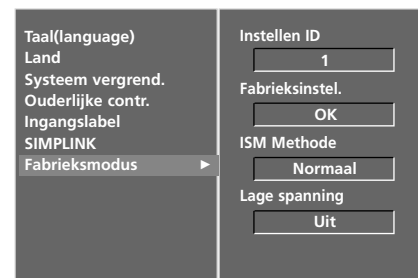 Taal(language)
Land
Systeem vergrend.
Ouderlijke contr.
Ingangslabel
SIMPLINK
Fabrieksmodus ►
Instellen ID
1
Fabrieksinstel.
OK
ISM Methode
Normaal
Lage spanning
Uit